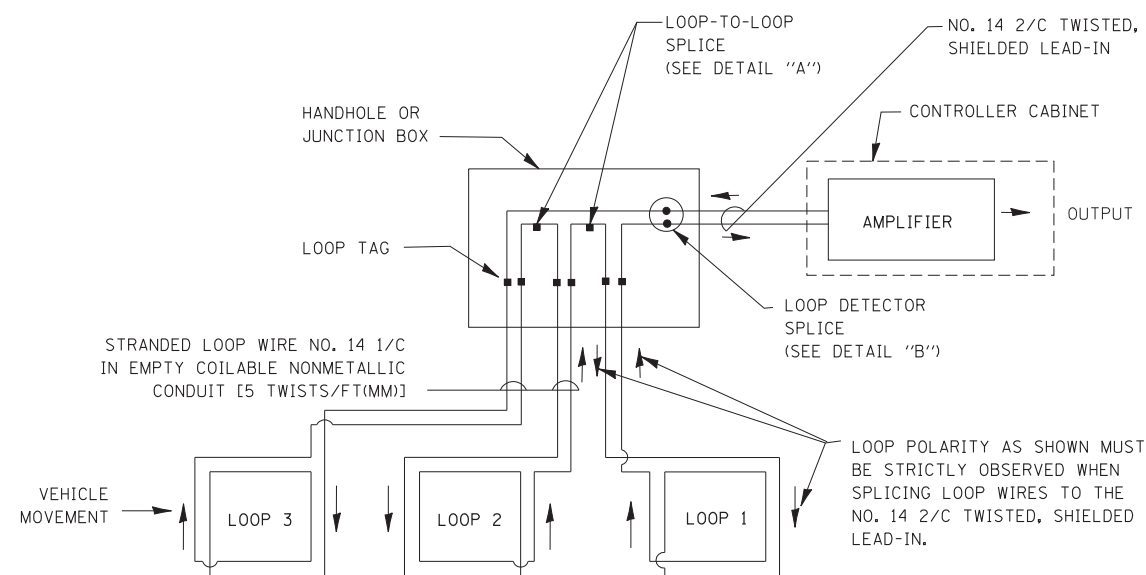 LOOP-TO-LOOP
SPLICE
(SEE DETAIL "A")
NO. 14 2/C TWISTED,
SHIELDED LEAD-IN
HANDHOLE OR
JUNCTION BOX
CONTROLLER CABINET
AMPLIFIER
OUTPUT
LOOP TAG
LOOP DETECTOR
SPLICE
(SEE DETAIL "B")
STRANDED LOOP WIRE NO. 14 1/C
IN EMPTY COILABLE NONMETALLIC
CONDUIT [5 TWISTS/FT(MM)]
LOOP POLARITY AS SHOWN MUST
BE STRICTLY OBSERVED WHEN
SPLICING LOOP WIRES TO THE
NO. 14 2/C TWISTED, SHIELDED
LEAD-IN.
VEHICLE
MOVEMENT
LOOP 3
LOOP 2
LOOP 1